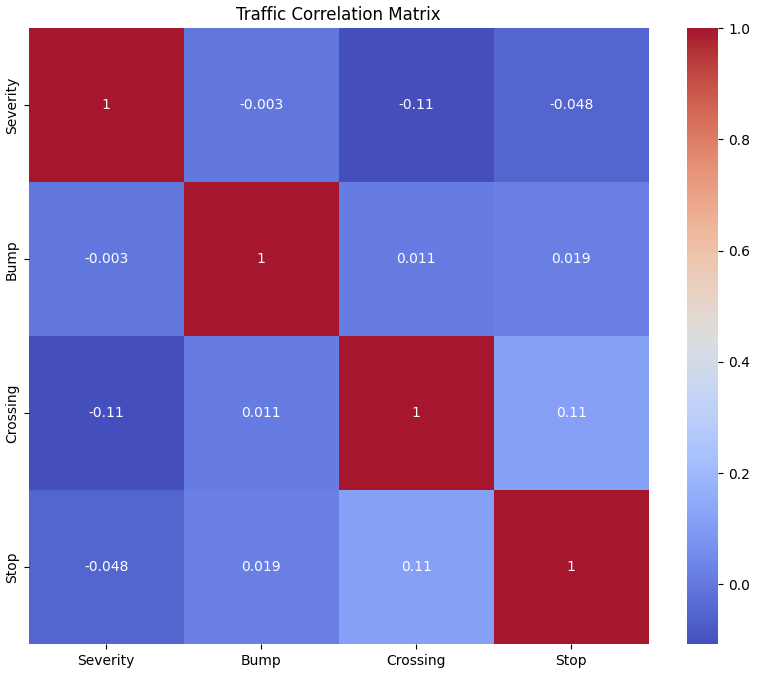 Traffic Correlation Matrix
Severity 1 -0.003 -0.11 -0.048
Bump -0.003 1 0.011 0.019
Crossing -0.11 0.011 1 0.11
Stop -0.048 0.019 0.11 1
Severity Bump Crossing Stop
1.0
0.8
0.6
0.4
0.2
0.0